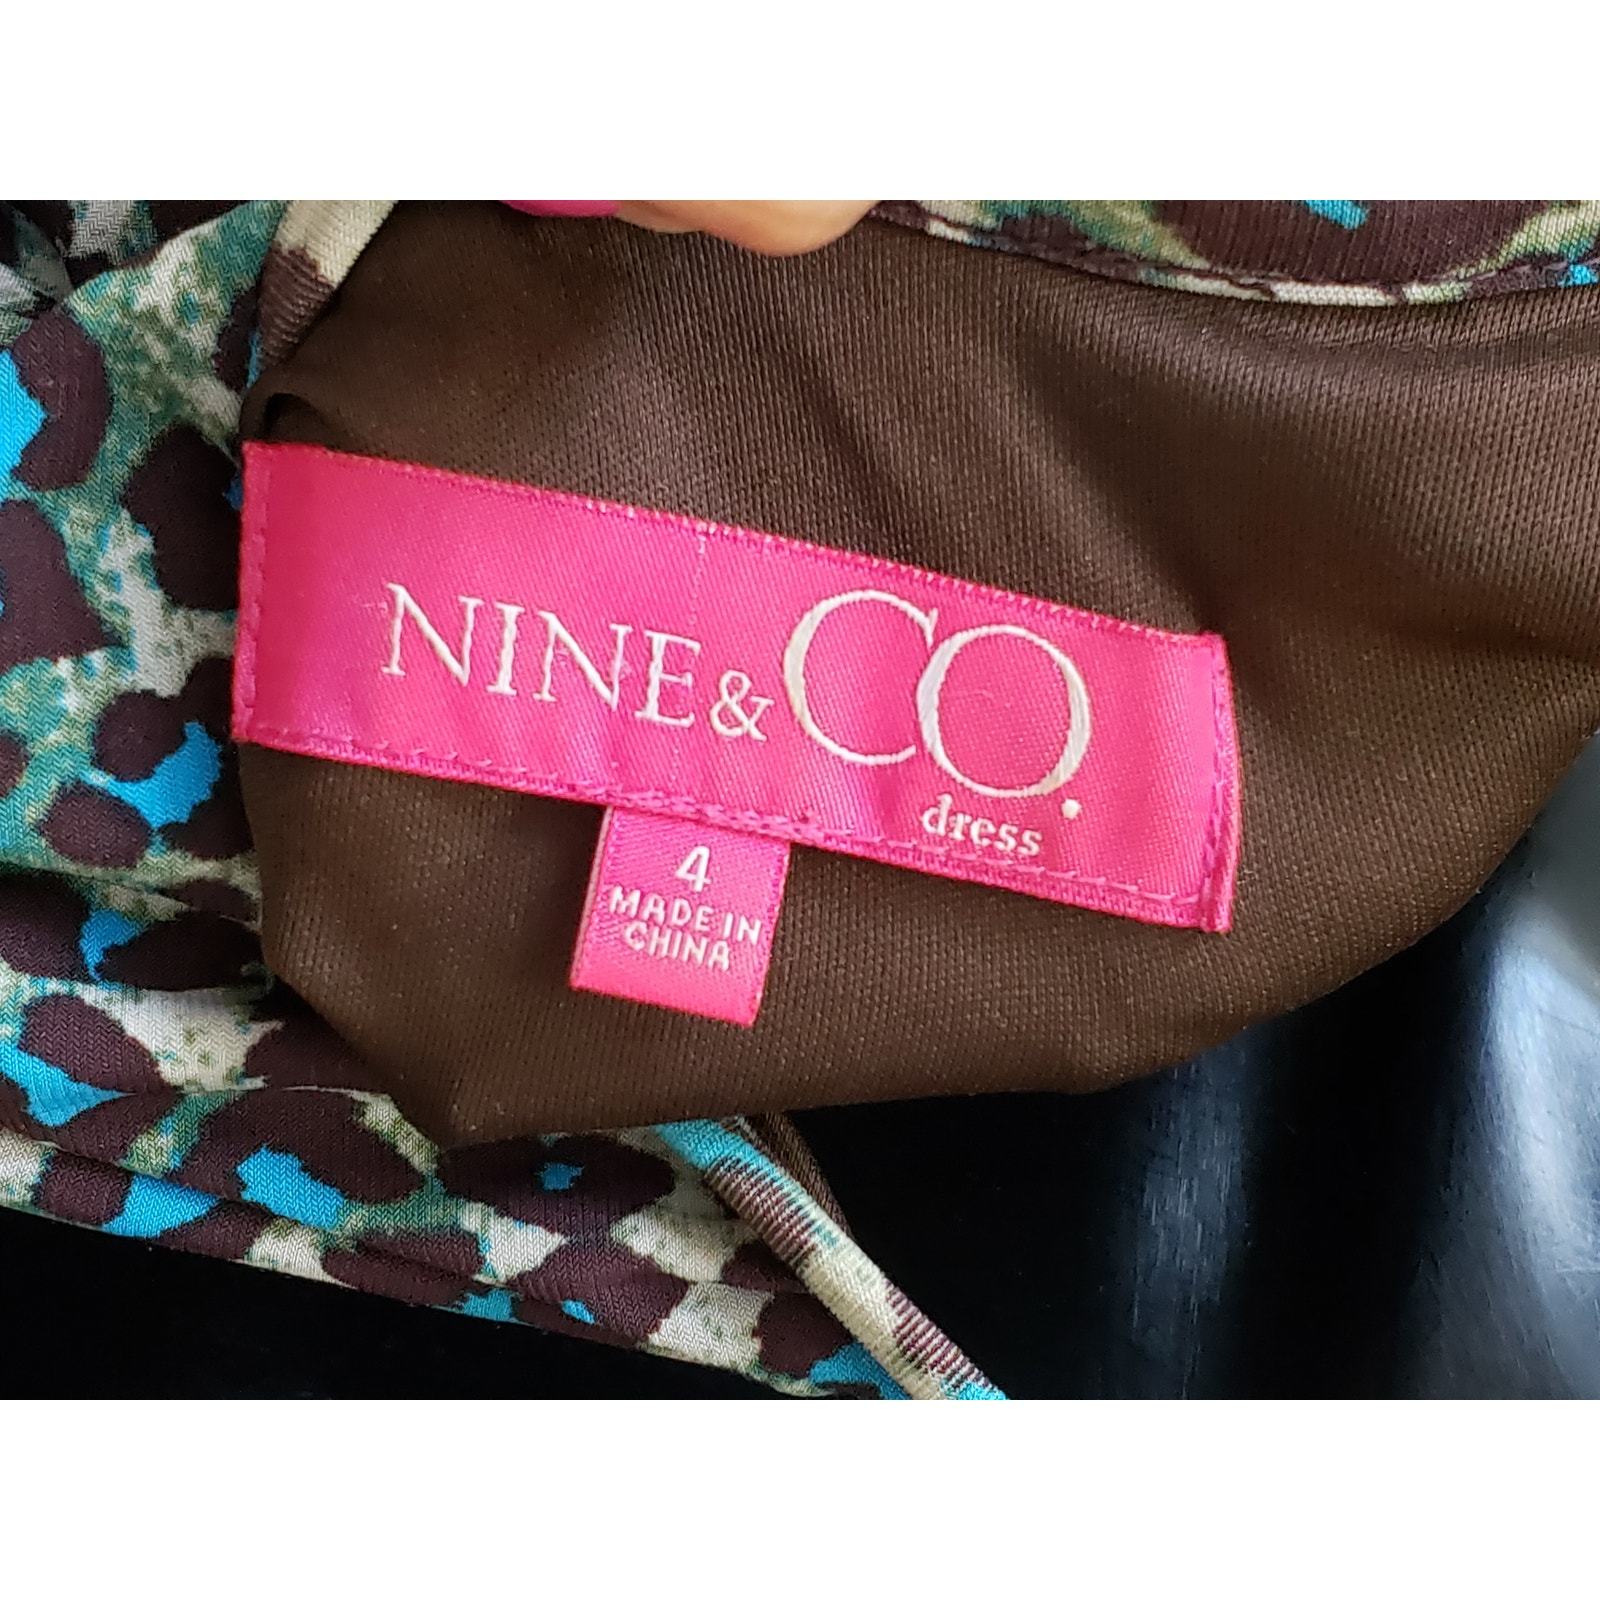 NINE & CO.
dress
4
MADE IN
CHINA